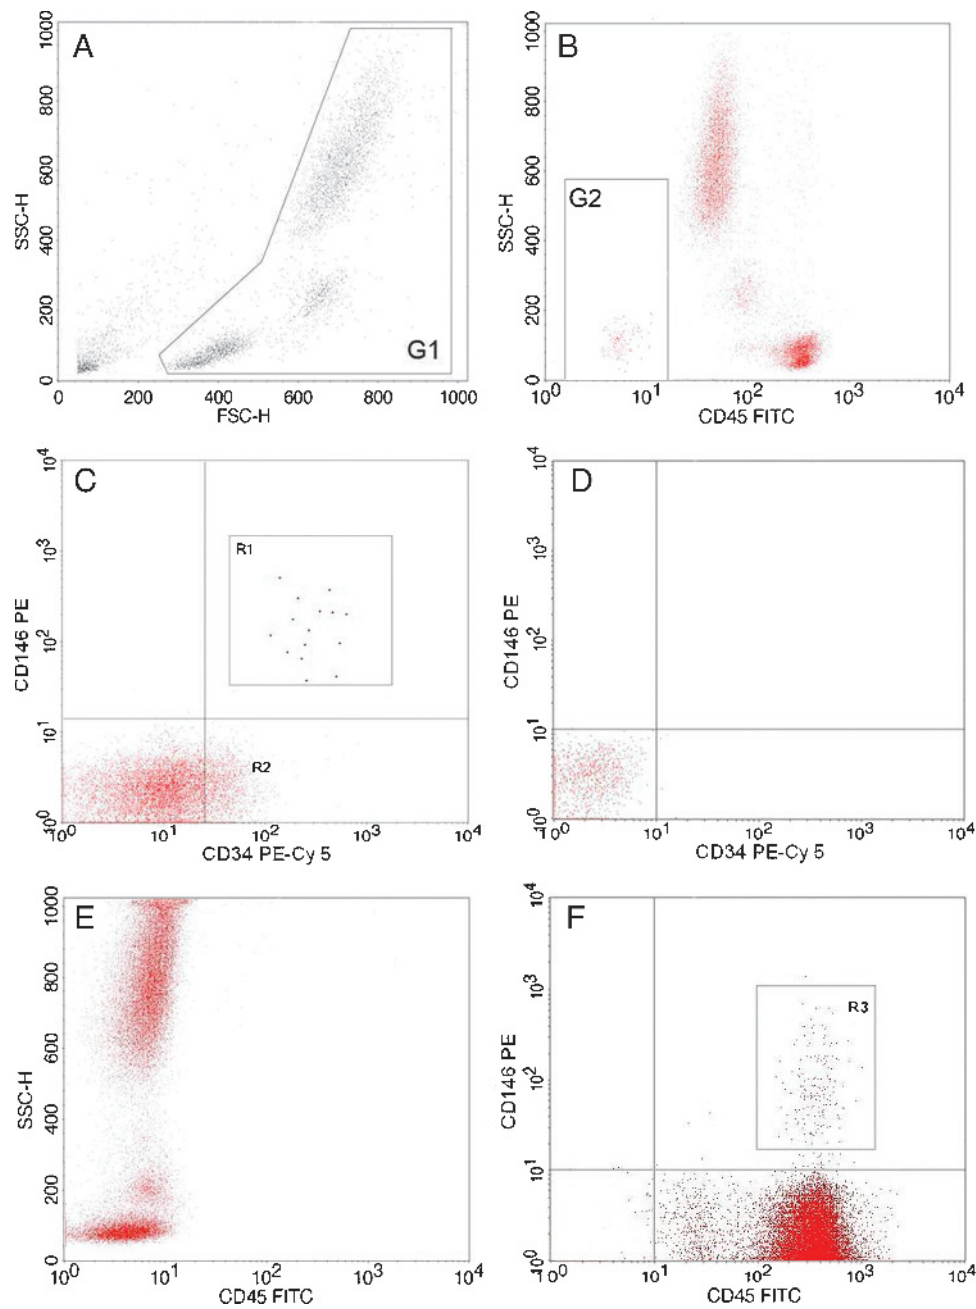 A
1000
800
600
400
200
0
SSC-H
G1
0 200 400 600 800 1000
FSC-H
B
1000
800
600
400
200
0
SSC-H
G2
10^0 10^1 10^2 10^3 10^4
CD45 FITC
C
10^4
10^3
10^2
10^1
10^0
CD146 PE
R1
R2
10^0 10^1 10^2 10^3 10^4
CD34 PE-Cy 5
D
10^4
10^3
10^2
10^1
10^0
CD146 PE
10^0 10^1 10^2 10^3 10^4
CD34 PE-Cy 5
E
1000
800
600
400
200
0
SSC-H
10^0 10^1 10^2 10^3 10^4
CD45 FITC
F
10^4
10^3
10^2
10^1
10^0
CD146 PE
R3
10^0 10^1 10^2 10^3 10^4
CD45 FITC